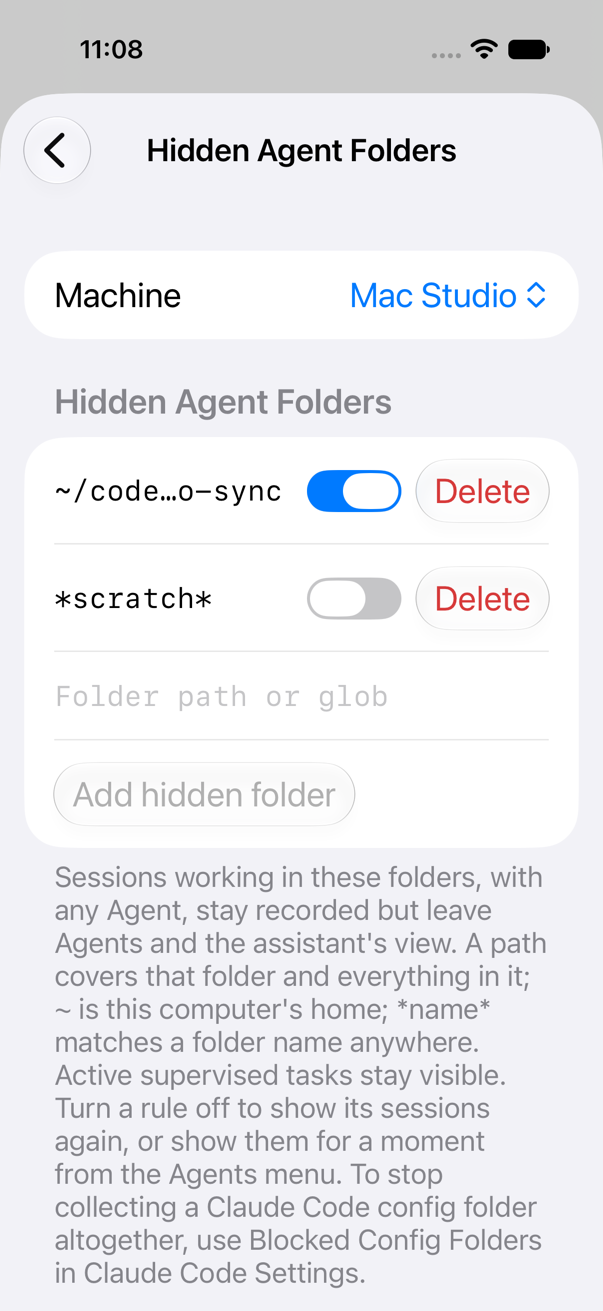 11:08
Hidden Agent Folders
Machine
Mac Studio
Hidden Agent Folders
~/code…o-sync
Delete
*scratch*
Delete
Folder path or glob
Add hidden folder
Sessions working in these folders, with
any Agent, stay recorded but leave
Agents and the assistant's view. A path
covers that folder and everything in it;
~ is this computer's home; *name*
matches a folder name anywhere.
Active supervised tasks stay visible.
Turn a rule off to show its sessions
again, or show them for a moment
from the Agents menu. To stop
collecting a Claude Code config folder
altogether, use Blocked Config Folders
in Claude Code Settings.